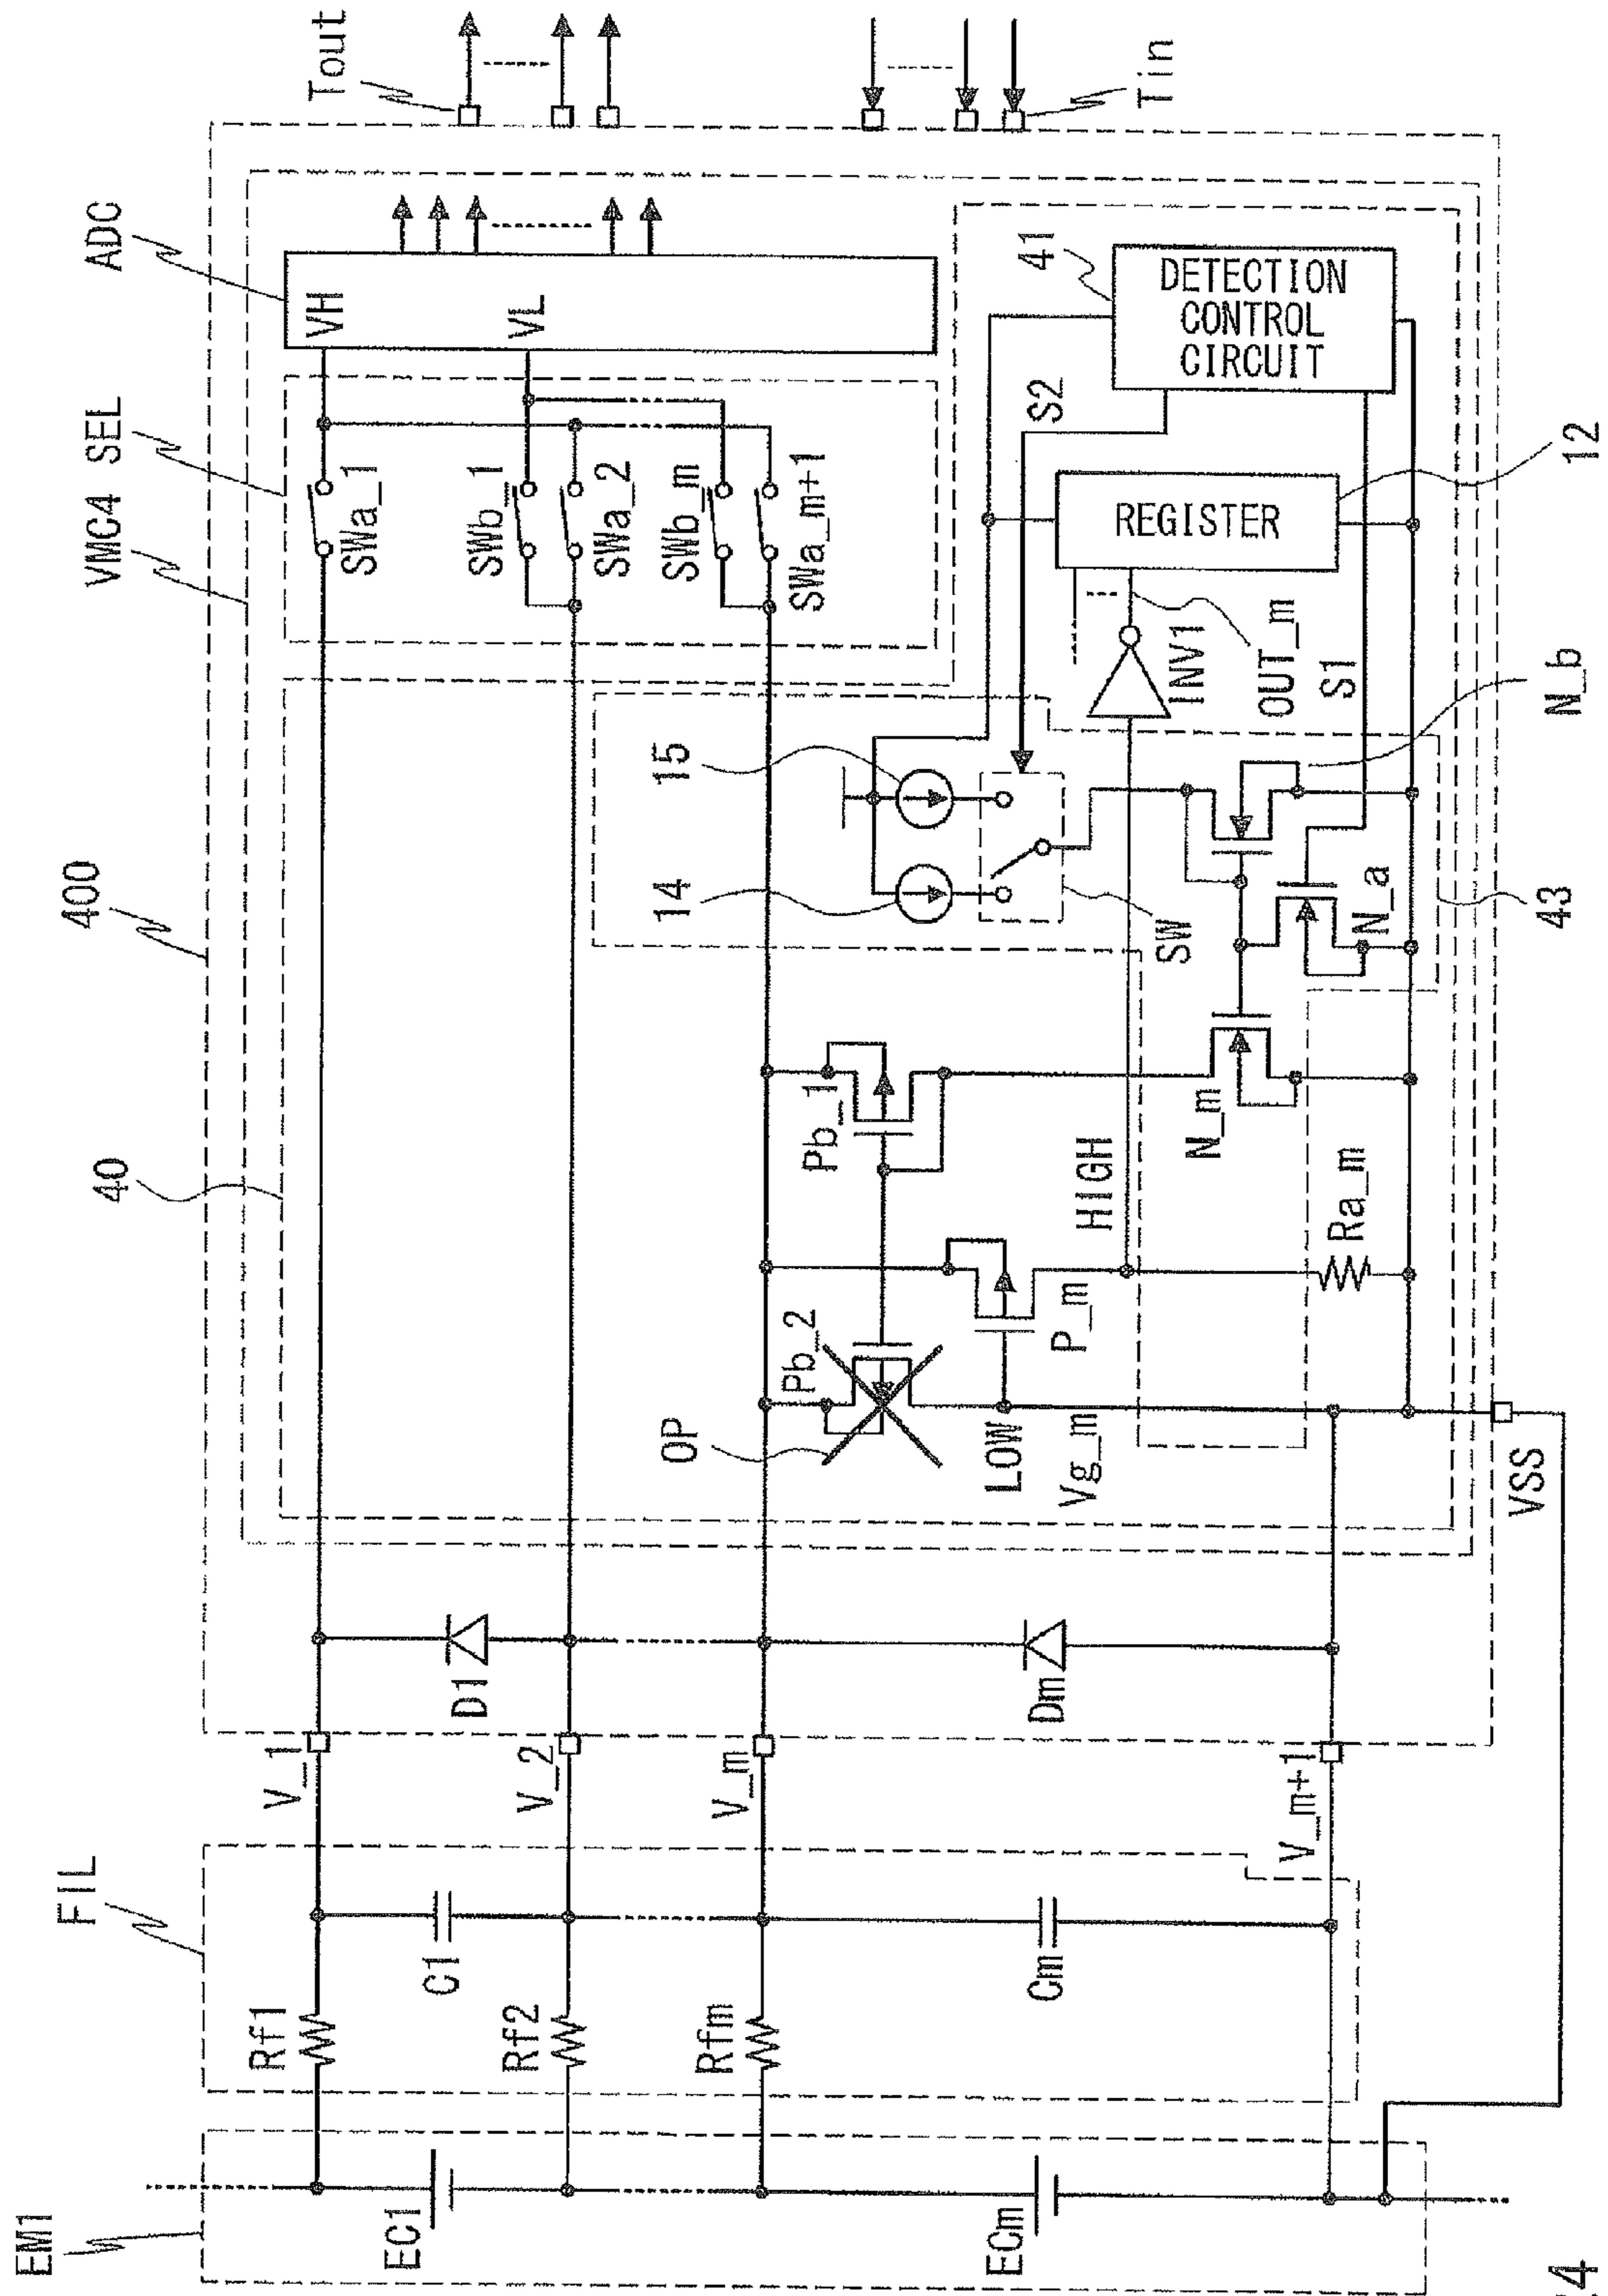 Tout
Tin
ADC
VH
VL
SEL
VMC4
SWa_1
SWb_1
SWa_2
SWb_m
SWa_m+1
400
40
41
DETECTION
CONTROL
CIRCUIT
S2
REGISTER
12
15
14
SW
INV1
OUT_m
S1
N_b
N_a
43
N_m
Pb_1
Pb_2
OP
P_m
HIGH
LOW
Vg_m
Ra_m
VSS
D1
Dm
V_1
V_2
V_m
V_m+1
FIL
Rf1
Rf2
Rfm
C1
Cm
EM1
EC1
ECm